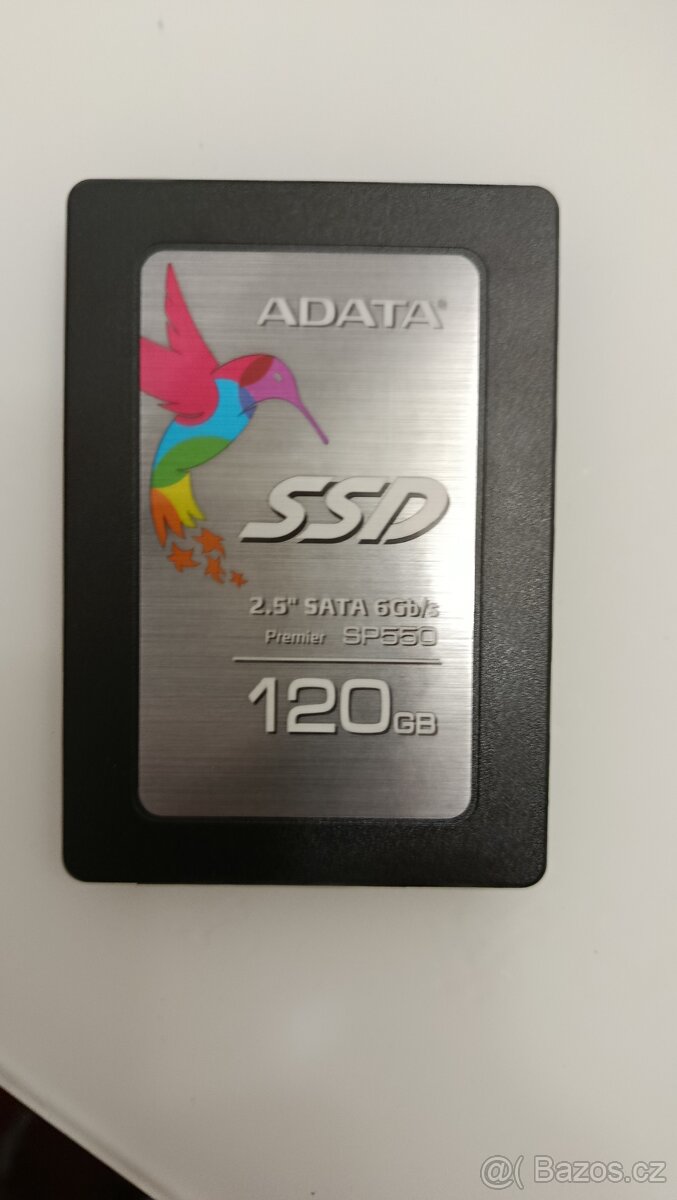 ADATA®
SSD
2.5" SATA 6Gb/s
Premier SP550
120GB
@( Bazos.cz